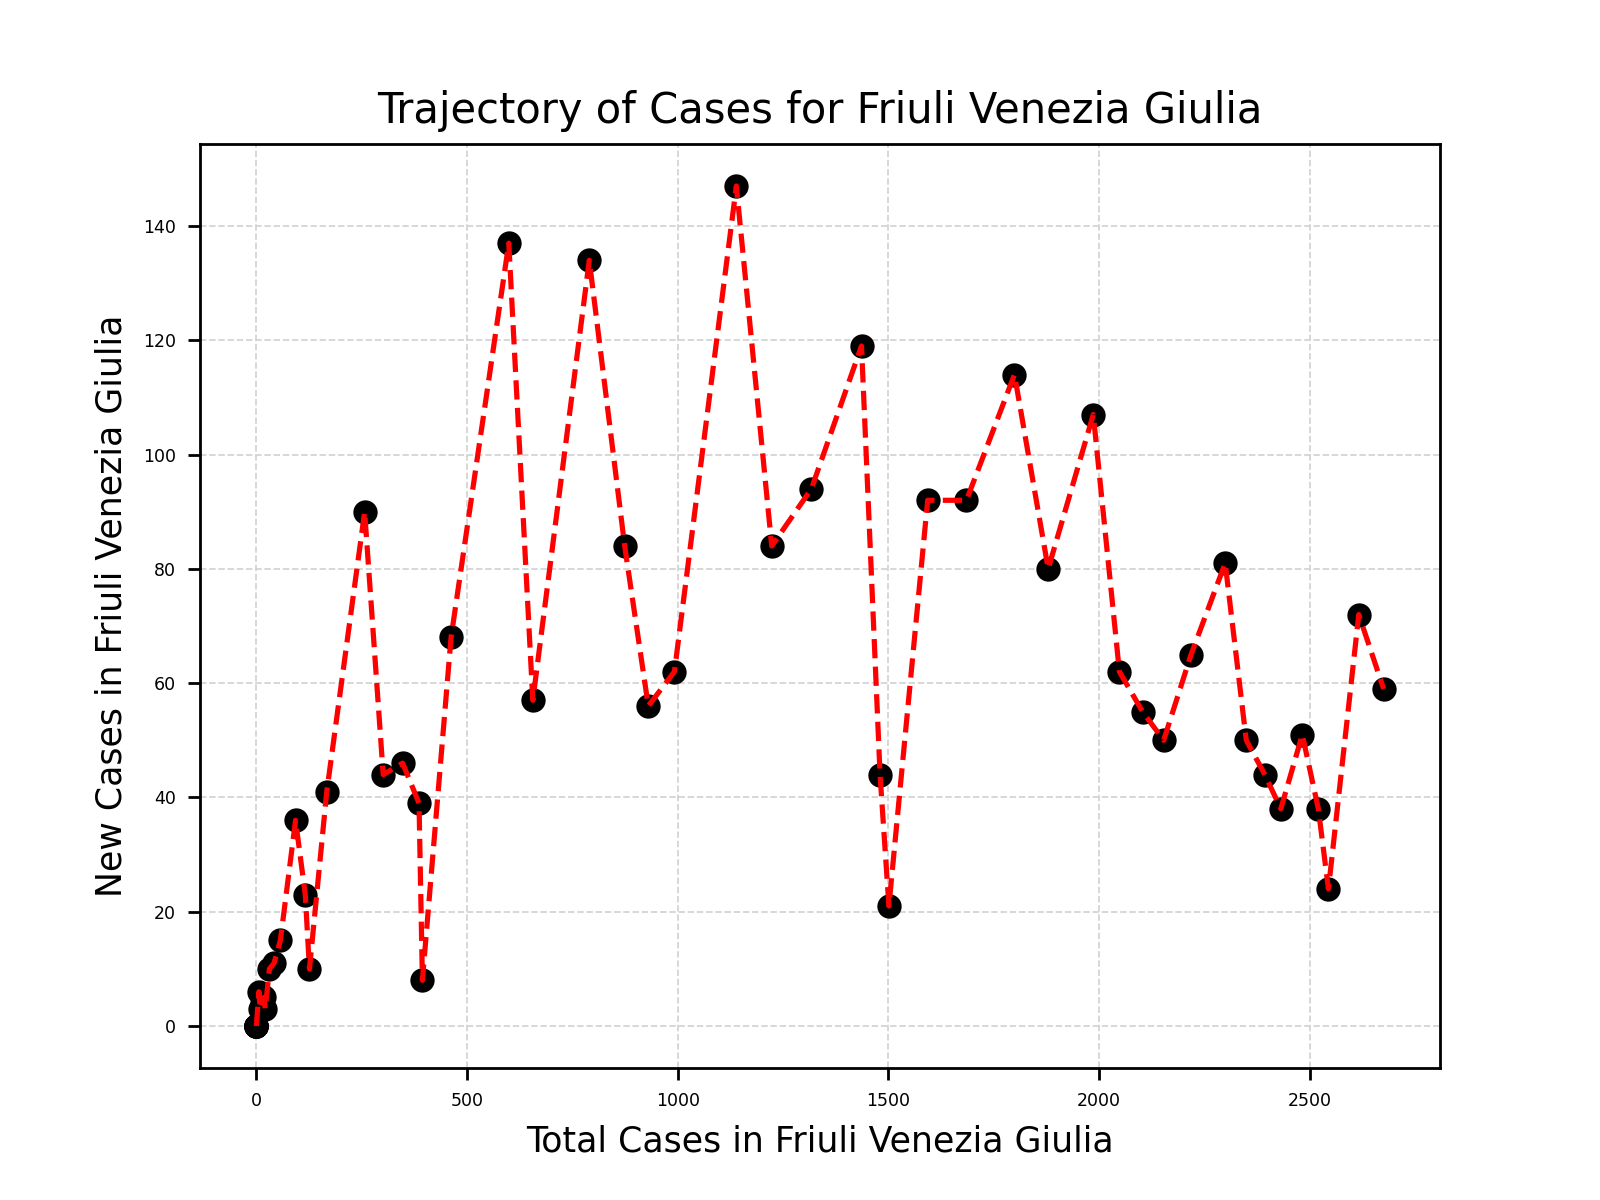 Trajectory of Cases for Friuli Venezia Giulia
New Cases in Friuli Venezia Giulia
140
120
100
80
60
40
20
0
0 500 1000 1500 2000 2500
Total Cases in Friuli Venezia Giulia